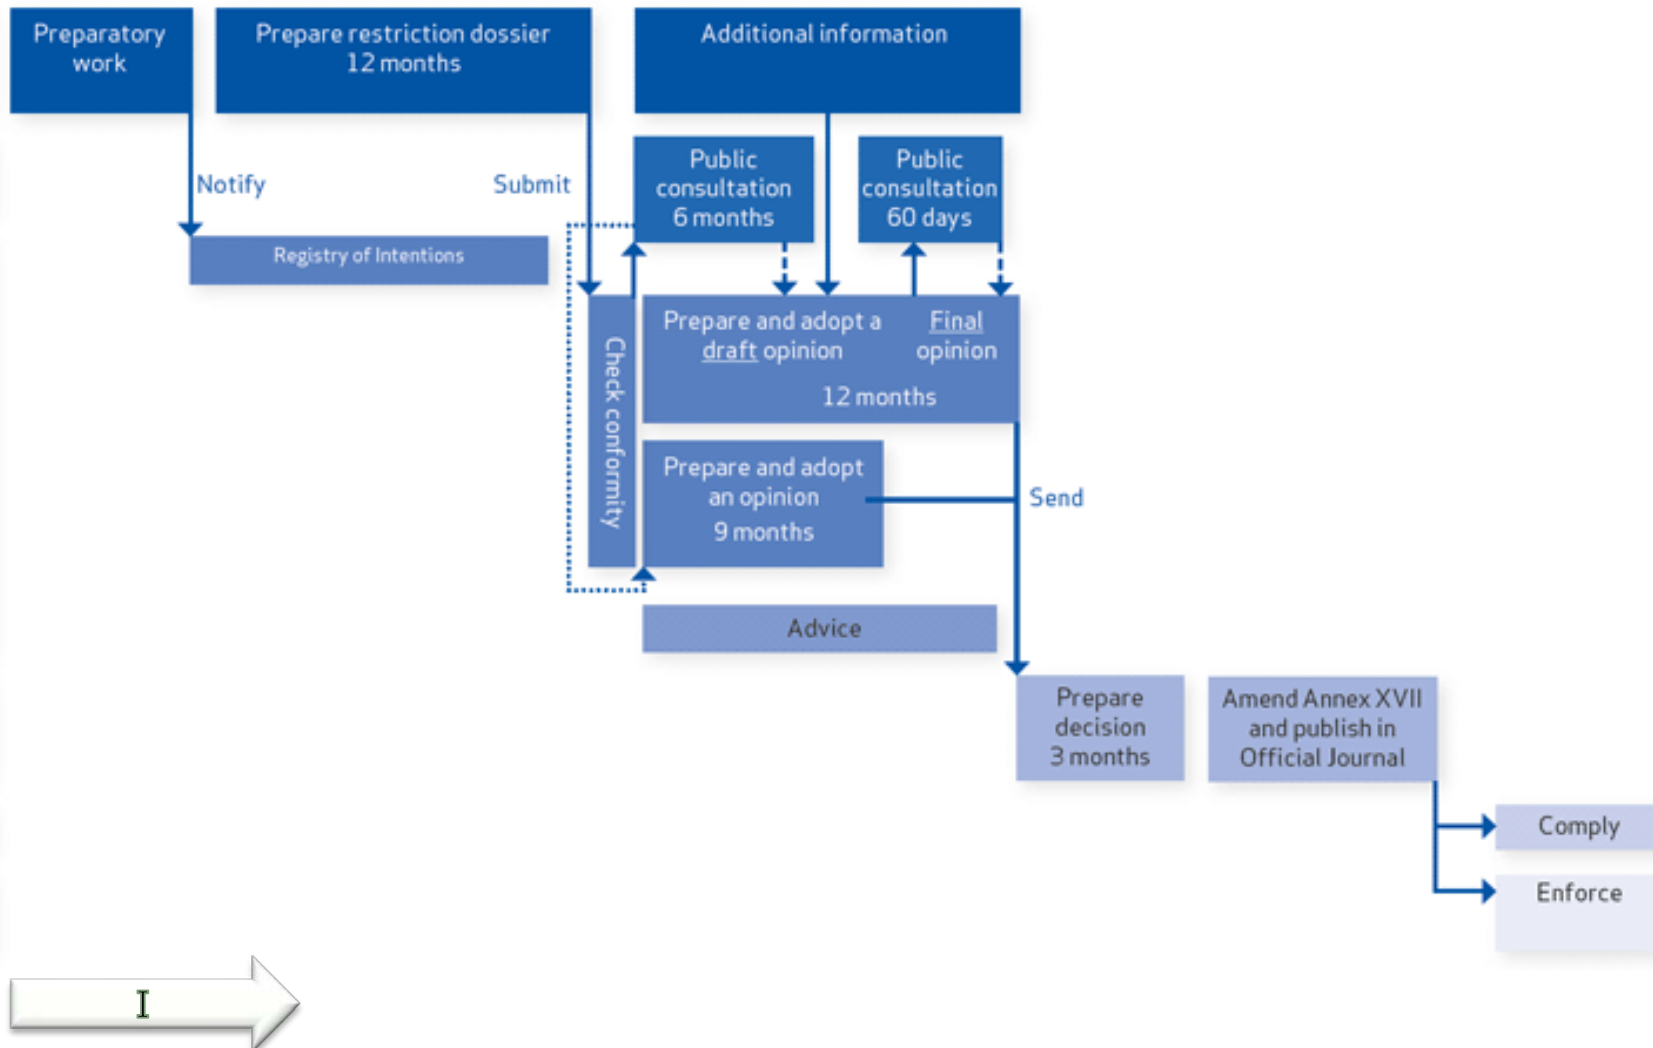 Preparatory
work
Prepare restriction dossier
12 months
Additional information
Notify
Submit
Public
consultation
6 months
Public
consultation
60 days
Registry of Intentions
Check conformity
Prepare and adopt a
draft opinion
Final
opinion
12 months
Prepare and adopt
an opinion
9 months
Send
Advice
Prepare
decision
3 months
Amend Annex XVII
and publish in
Official Journal
Comply
Enforce
I